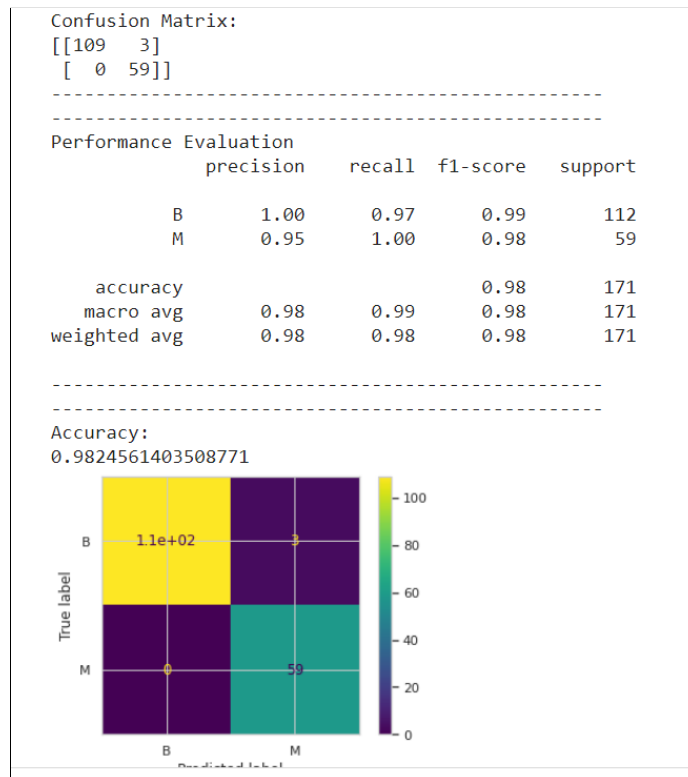 Confusion Matrix:
[[109   3]
 [  0  59]]
--------------------------------------------------
--------------------------------------------------
Performance Evaluation
              precision    recall  f1-score   support

           B       1.00      0.97      0.99       112
           M       0.95      1.00      0.98        59

    accuracy                           0.98       171
   macro avg       0.98      0.99      0.98       171
weighted avg       0.98      0.98      0.98       171

--------------------------------------------------
--------------------------------------------------
Accuracy:
0.9824561403508771
100
B 1.1e+02 3
80
True label
60
40
M 0 59
20
0
B M
Predicted label